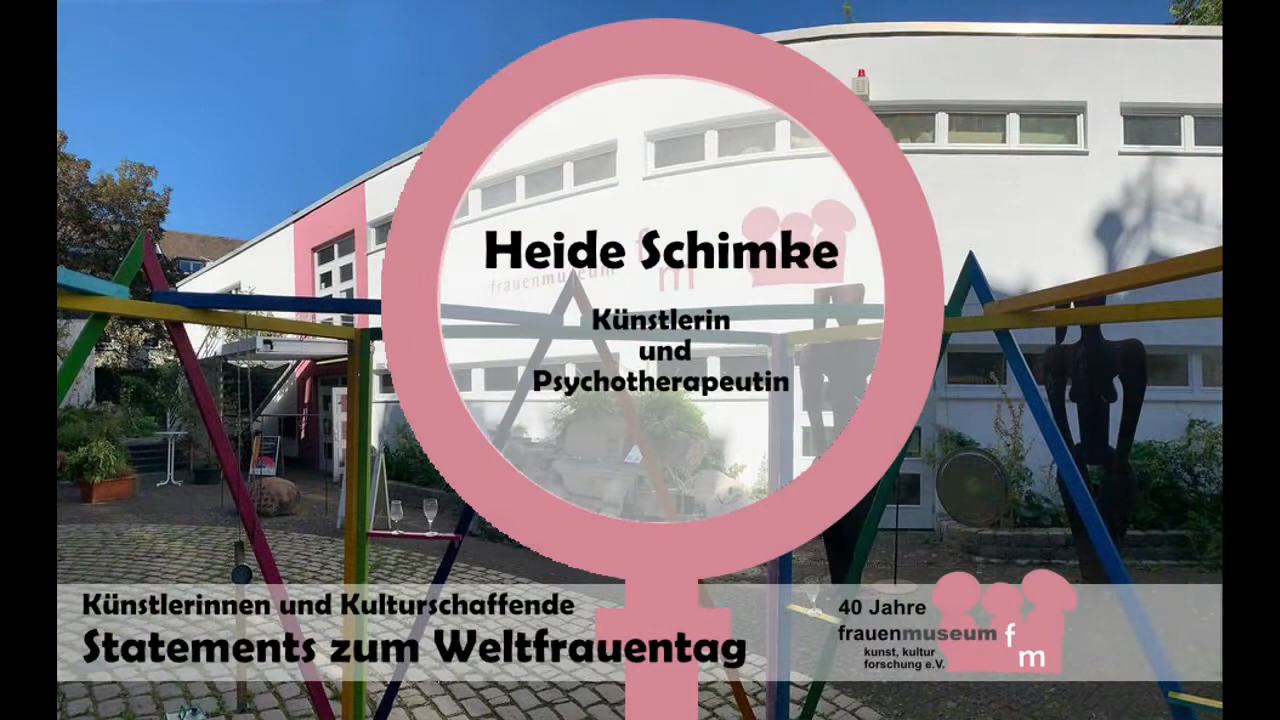 Heide Schimke
frauenmuseum
f
m
Künstlerin
und
Psychotherapeutin
Künstlerinnen und Kulturschaffende
Statements zum Weltfrauentag
40 Jahre
frauenmuseum
kunst, kultur
forschung e.V.
f
m